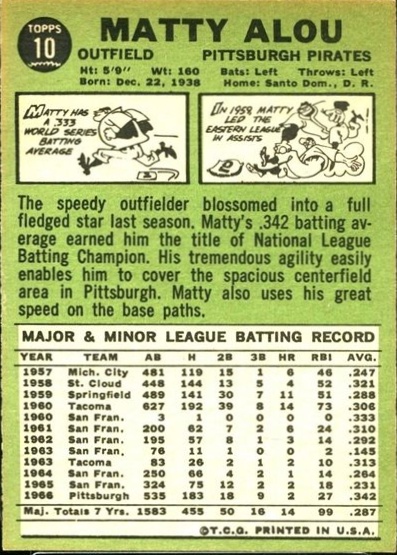 TOPPS
10
MATTY ALOU
OUTFIELD PITTSBURGH PIRATES
Ht: 5'9" Wt: 160 Bats: Left Throws: Left
Born: Dec. 22, 1938 Home: Santo Dom., D. R.
MATTY HAS
A .333
WORLD SERIES
BATTING
AVERAGE
IN 1959, MATTY
LED THE
EASTERN LEAGUE
IN ASSISTS
The speedy outfielder blossomed into a full
fledged star last season. Matty's .342 batting av-
erage earned him the title of National League
Batting Champion. His tremendous agility easily
enables him to cover the spacious centerfield
area in Pittsburgh. Matty also uses his great
speed on the base paths.
MAJOR & MINOR LEAGUE BATTING RECORD
YEAR TEAM AB H 2B 3B HR RBI AVG.
1957 Mich. City 481 119 15 1 6 46 .247
1958 St. Cloud 448 144 13 5 4 52 .321
1959 Springfield 489 141 30 7 11 51 .288
1960 Tacoma 627 192 39 8 14 73 .306
1960 San Fran. 3 1 0 0 0 0 .333
1961 San Fran. 200 62 7 2 6 24 .310
1962 San Fran. 195 57 8 1 3 14 .292
1963 San Fran. 76 11 1 0 0 2 .145
1963 Tacoma 83 26 2 1 2 10 .313
1964 San Fran. 250 66 4 2 1 14 .264
1965 San Fran. 324 75 12 2 2 18 .231
1966 Pittsburgh 535 183 18 9 2 27 .342
Maj. Totals 7 Yrs. 1583 455 50 16 14 99 .287
©T.C.G. PRINTED IN U.S.A.